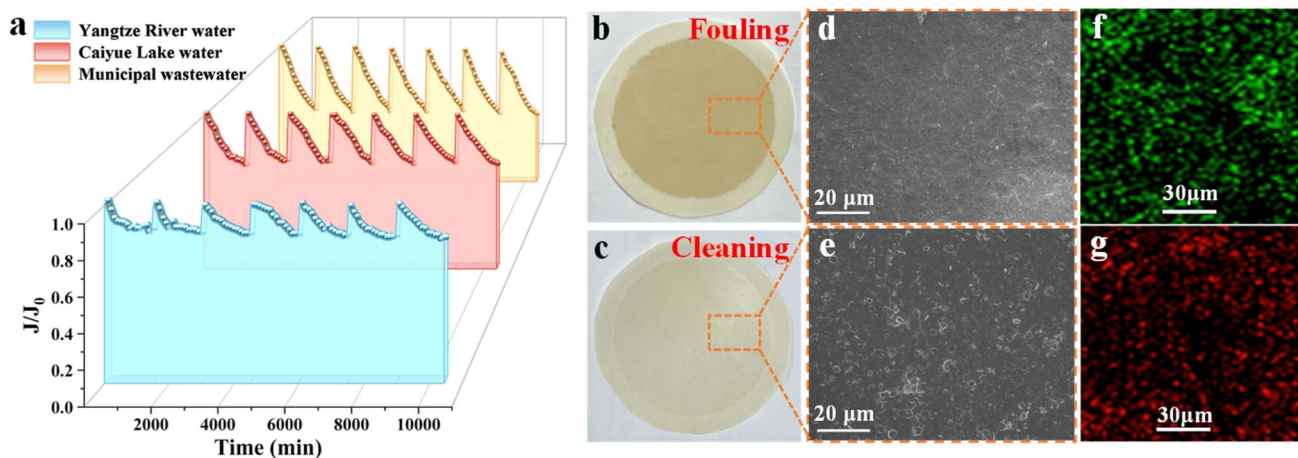 a
Yangtze River water
Caiyue Lake water
Municipal wastewater
1.0
0.8
0.6
0.4
0.2
0.0
J/J₀
2000 4000 6000 8000 10000
Time (min)
b
Fouling
c
Cleaning
d
20 μm
e
20 μm
f
30μm
g
30μm